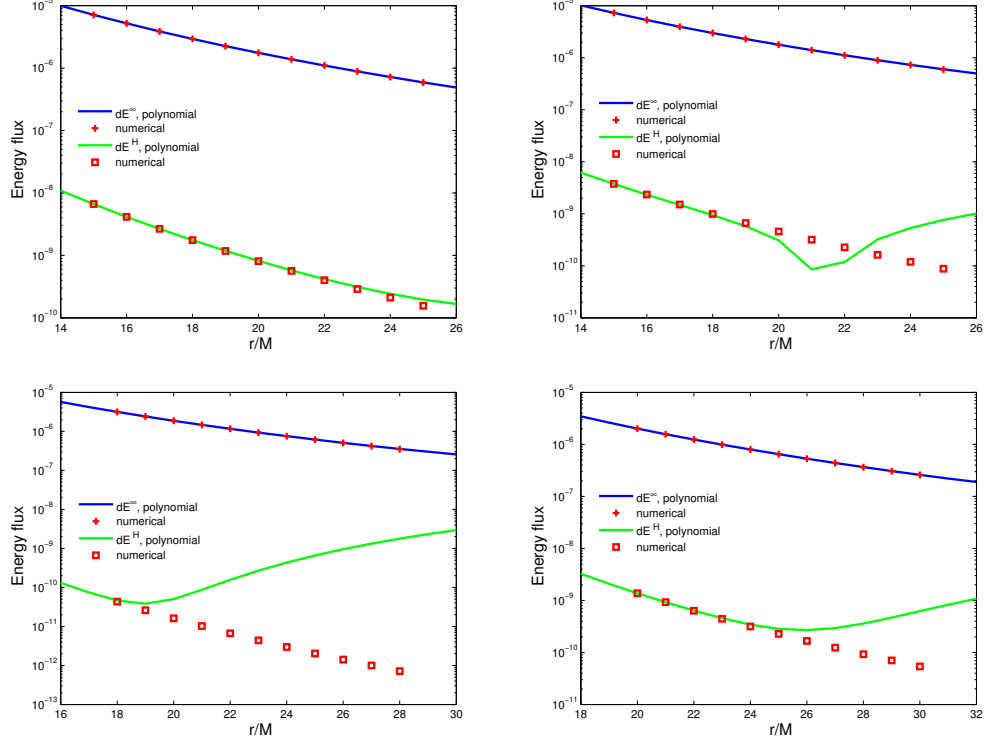 Energy flux
10⁻⁵
10⁻⁶
10⁻⁷
10⁻⁸
10⁻⁹
10⁻¹⁰
dE^∞, polynomial
numerical
dE^H, polynomial
numerical
14 16 18 20 22 24 26
r/M
Energy flux
10⁻⁵
10⁻⁶
10⁻⁷
10⁻⁸
10⁻⁹
10⁻¹⁰
10⁻¹¹
dE^∞, polynomial
numerical
dE^H, polynomial
numerical
14 16 18 20 22 24 26
r/M
Energy flux
10⁻⁵
10⁻⁶
10⁻⁷
10⁻⁸
10⁻⁹
10⁻¹⁰
10⁻¹¹
10⁻¹²
10⁻¹³
dE^∞, polynomial
numerical
dE^H, polynomial
numerical
16 18 20 22 24 26 28 30
r/M
Energy flux
10⁻⁵
10⁻⁶
10⁻⁷
10⁻⁸
10⁻⁹
10⁻¹⁰
10⁻¹¹
dE^∞, polynomial
numerical
dE^H, polynomial
numerical
18 20 22 24 26 28 30 32
r/M